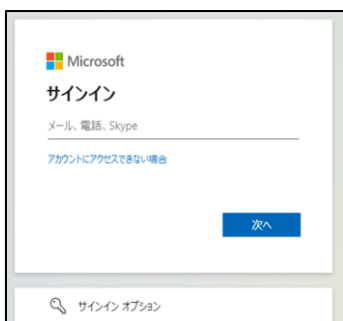 Microsoft
サインイン
メール、電話、Skype
アカウントにアクセスできない場合
次へ
サインイン オプション